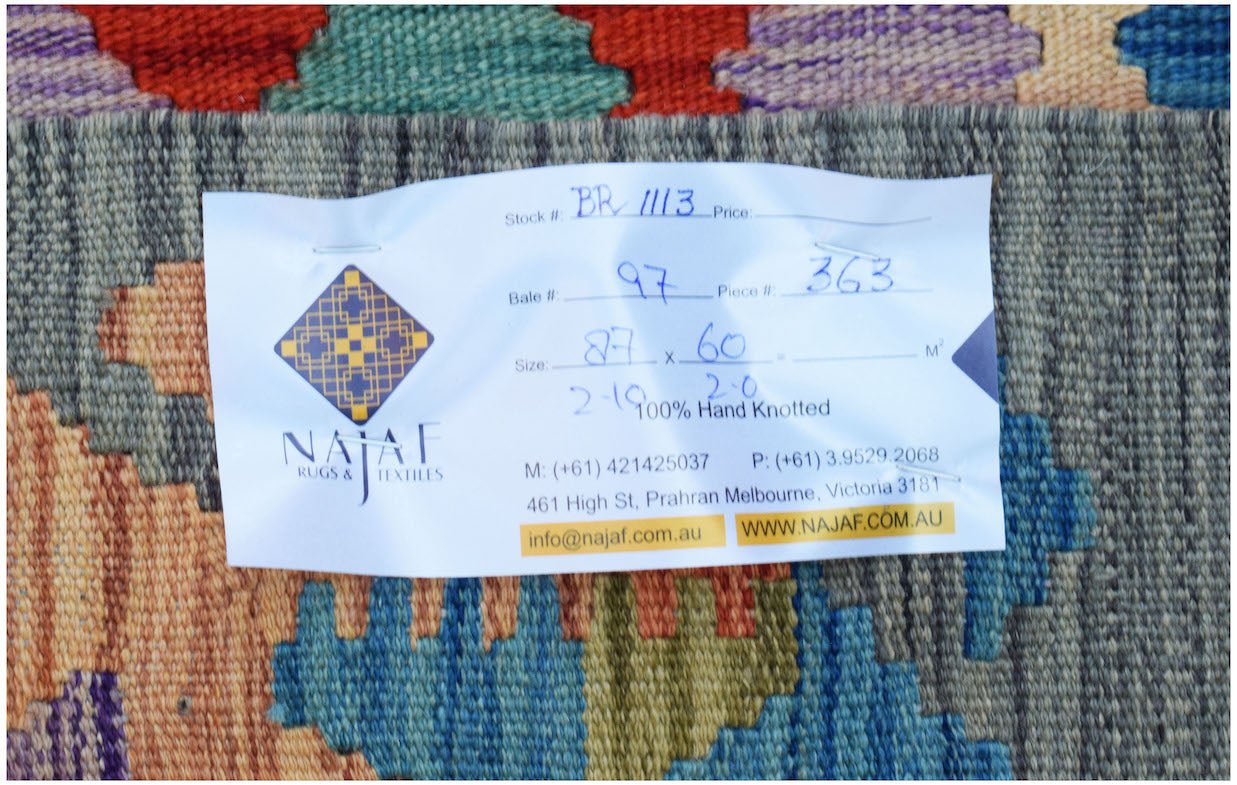 Stock #: BR 1113 Price:
Bale #: 97 Piece #: 363
Size: 87 x 60 = M²
2-10 2-0
100% Hand Knotted
NAJAF
RUGS & TEXTILES
M: (+61) 421425037 P: (+61) 3.9529.2068
461 High St, Prahran Melbourne, Victoria 3181
info@najaf.com.au WWW.NAJAF.COM.AU